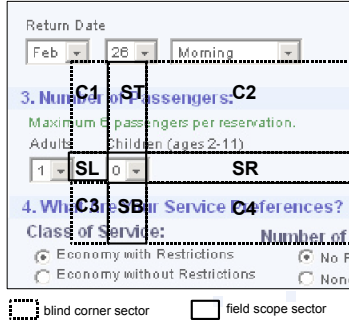 Return Date
Feb 26 Morning
C1 ST C2
3. Number of Passengers:
Maximum 6 passengers per reservation.
Adults Children (ages 2-11)
1 SL 0 SR
C3 SB C4
4. What Are Your Service Preferences?
Class of Service: Number of
Economy with Restrictions No
Economy without Restrictions
blind corner sector field scope sector